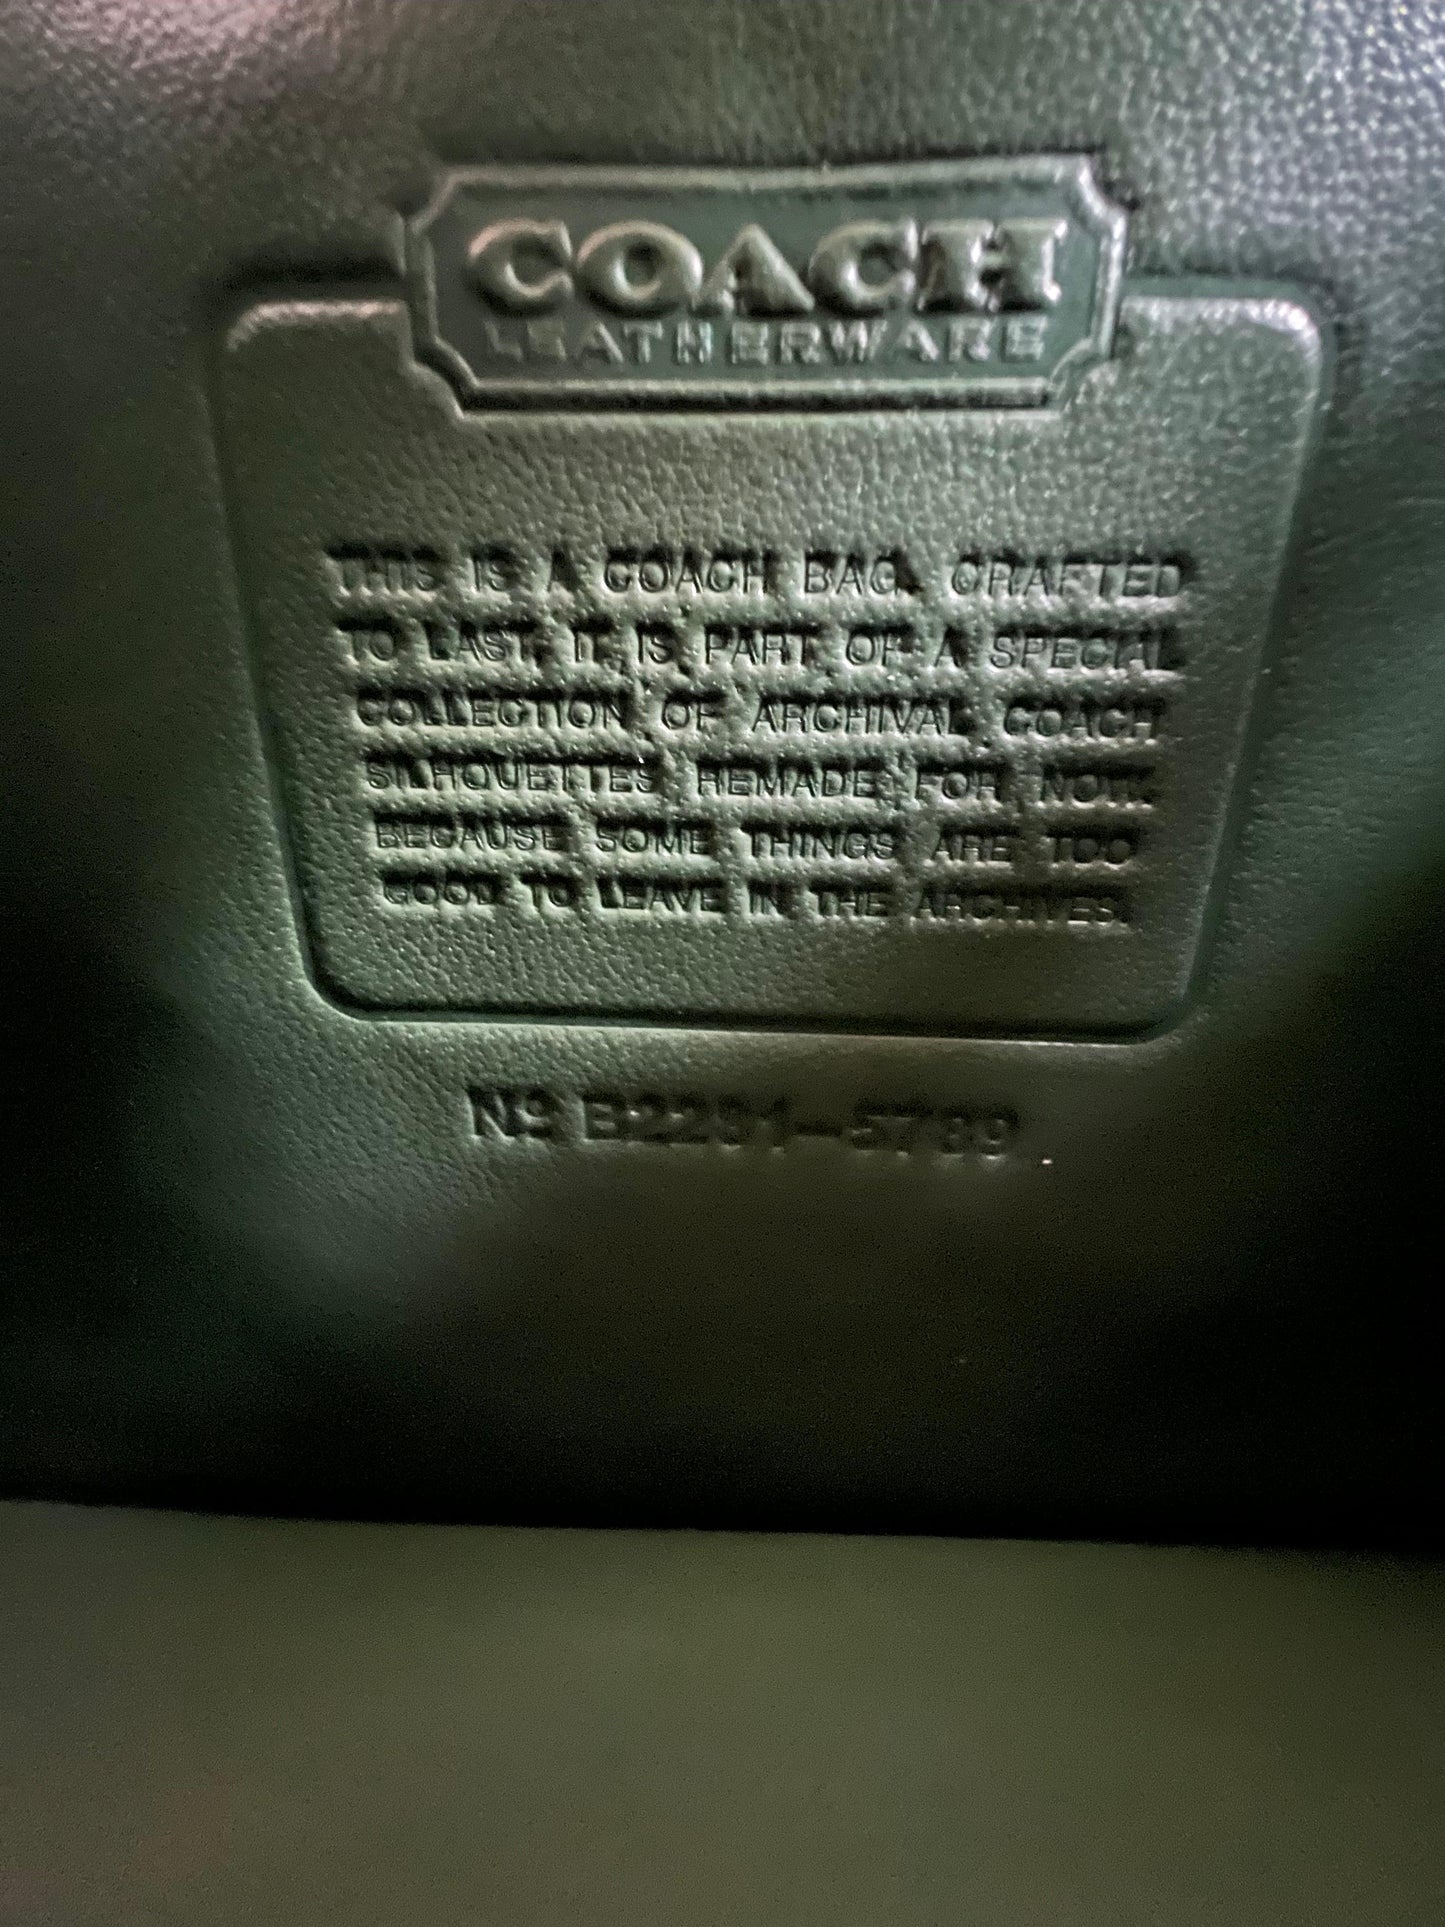 COACH
LEATHERWARE
THIS IS A COACH BAG. CRAFTED
TO LAST, IT IS PART OF A SPECIAL
COLLECTION OF ARCHIVAL COACH
SILHOUETTES REMADE FOR NOW.
BECAUSE SOME THINGS ARE TOO
GOOD TO LEAVE IN THE ARCHIVES.
Nº